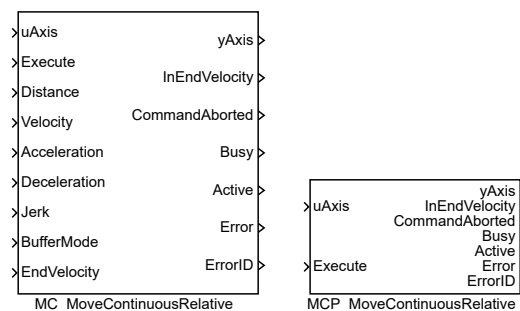 uAxis
Execute
Distance
Velocity
Acceleration
Deceleration
Jerk
BufferMode
EndVelocity
yAxis
InEndVelocity
CommandAborted
Busy
Active
Error
ErrorID
MC_MoveContinuousRelative
uAxis
Execute
yAxis
InEndVelocity
CommandAborted
Busy
Active
Error
ErrorID
MCP_MoveContinuousRelative